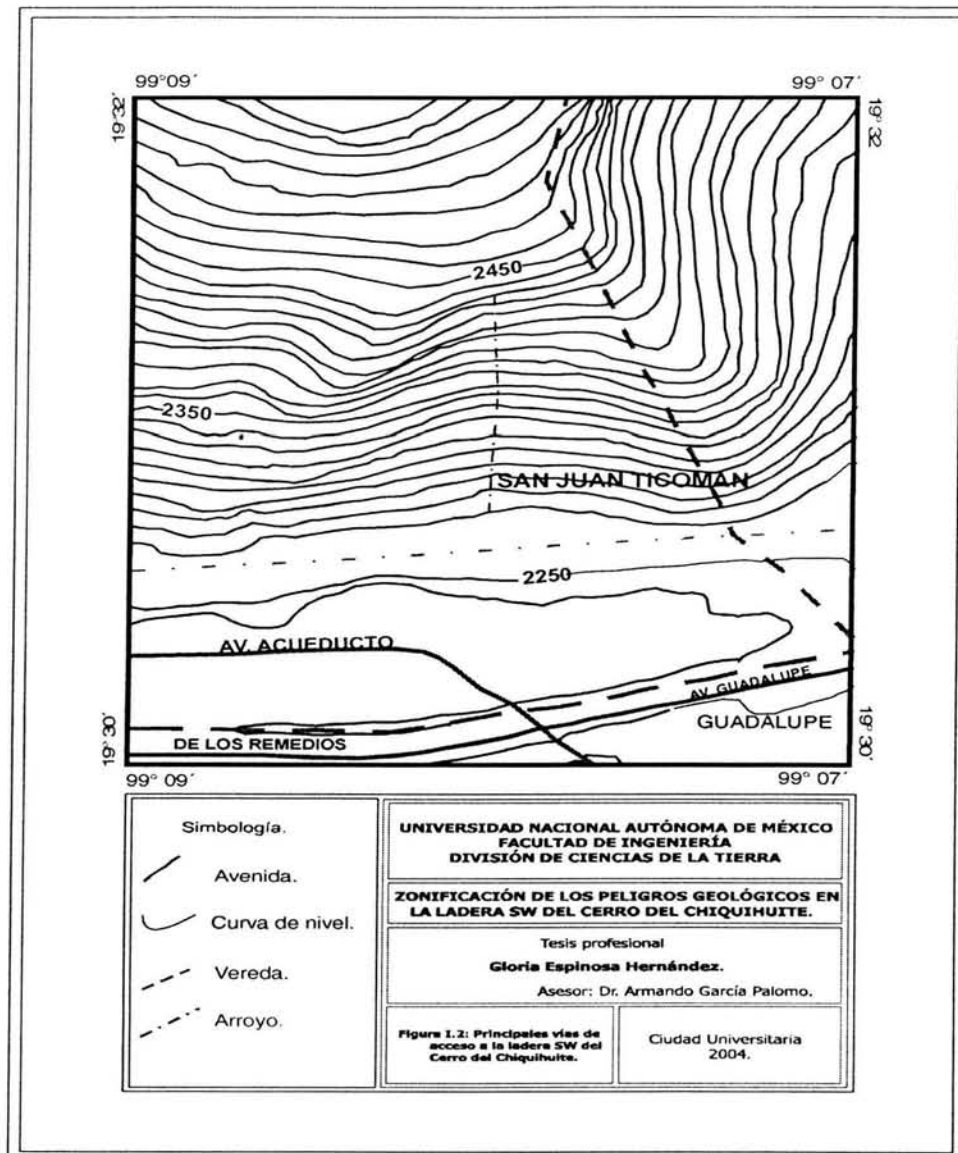 99°09´
99° 07´
19°32´
19°32
2450
2350
SAN JUAN TICOMAN
2250
AV. ACUEDUCTO
AV. GUADALUPE
GUADALUPE
DE LOS REMEDIOS
19° 30´
19° 30´
99° 09´
99° 07´
Simbología.
Avenida.
Curva de nivel.
Vereda.
Arroyo.
UNIVERSIDAD NACIONAL AUTÓNOMA DE MÉXICO
FACULTAD DE INGENIERÍA
DIVISIÓN DE CIENCIAS DE LA TIERRA
ZONIFICACIÓN DE LOS PELIGROS GEOLÓGICOS EN
LA LADERA SW DEL CERRO DEL CHIQUIHUITE.
Tesis profesional
Gloria Espinosa Hernández.
Asesor: Dr. Armando García Palomo.
Figura I.2: Principales vías de
acceso a la ladera SW del
Cerro del Chiquihuite.
Ciudad Universitaria
2004.